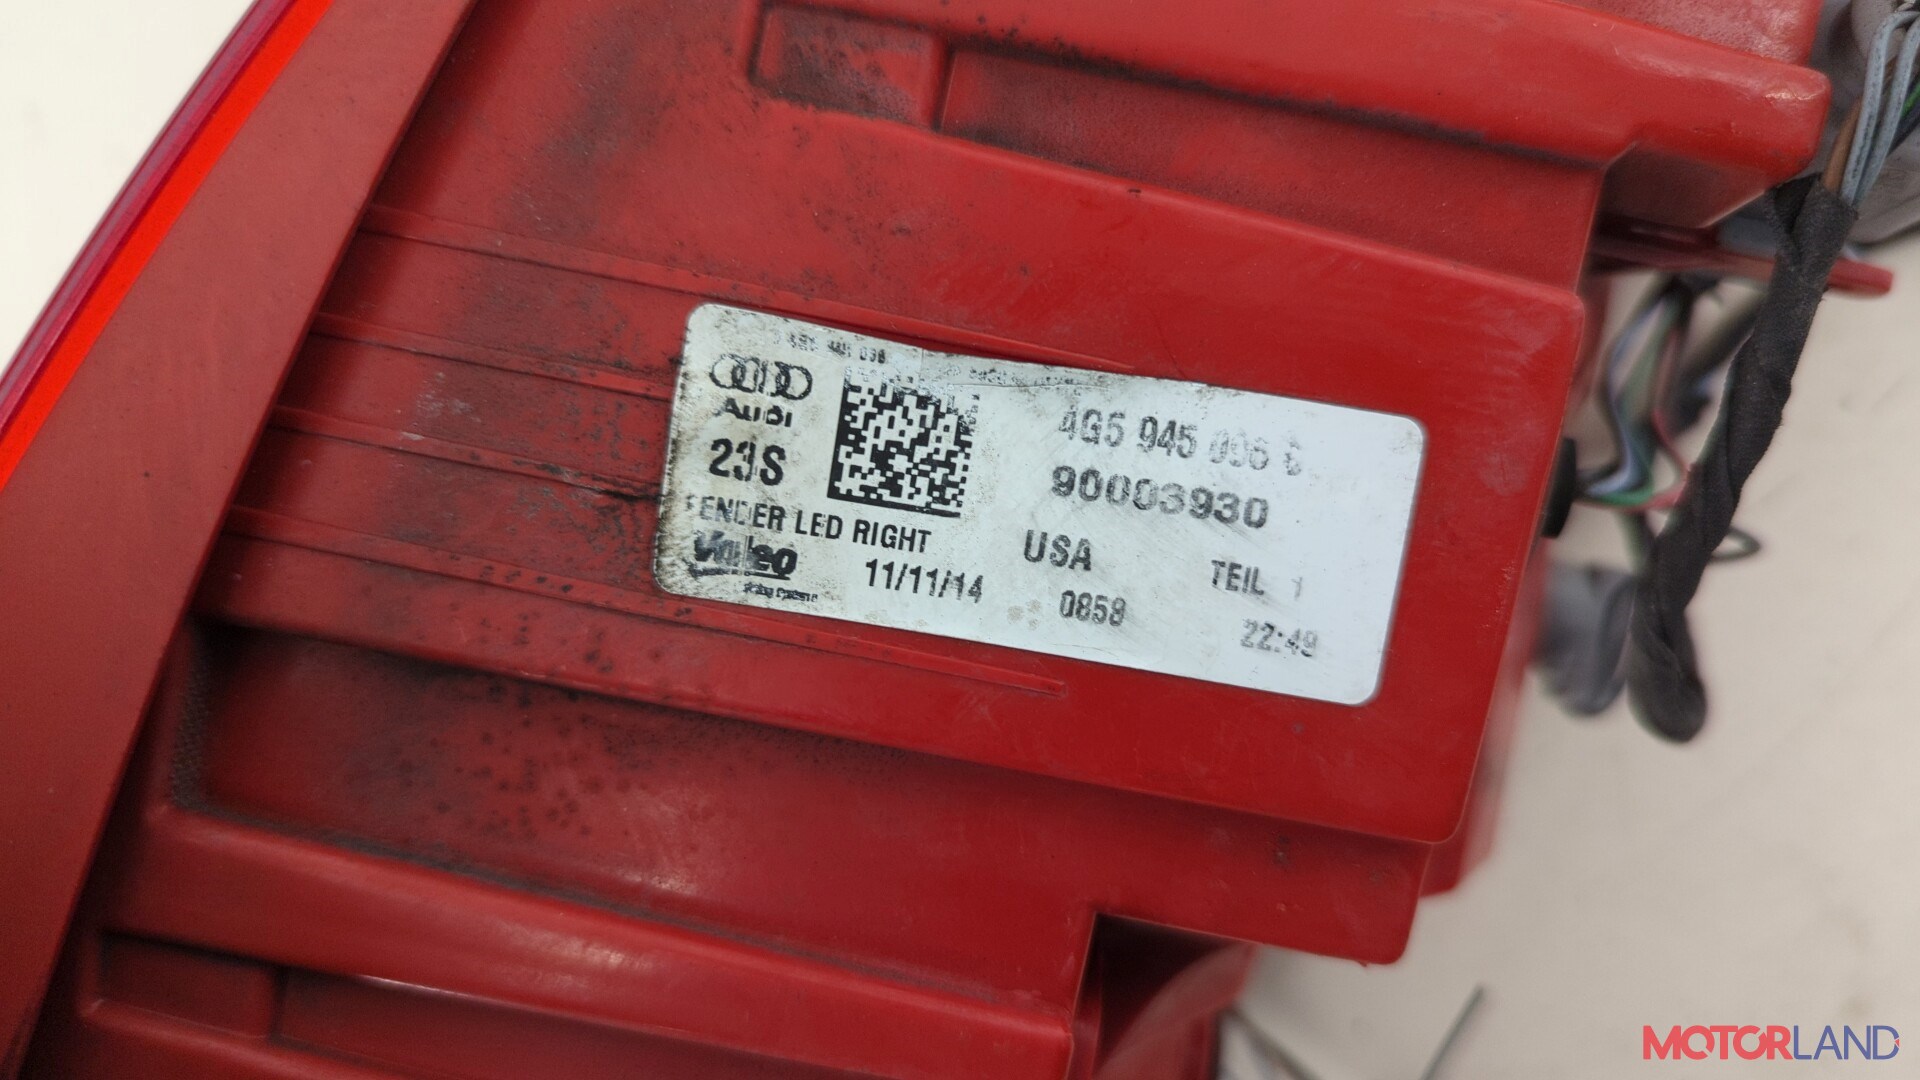 Audi
23S
FENDER LED RIGHT
Valeo
11/11/14
4G5 945 096
90003930
USA
TEIL 1
0858
22:49
MOTORLAND